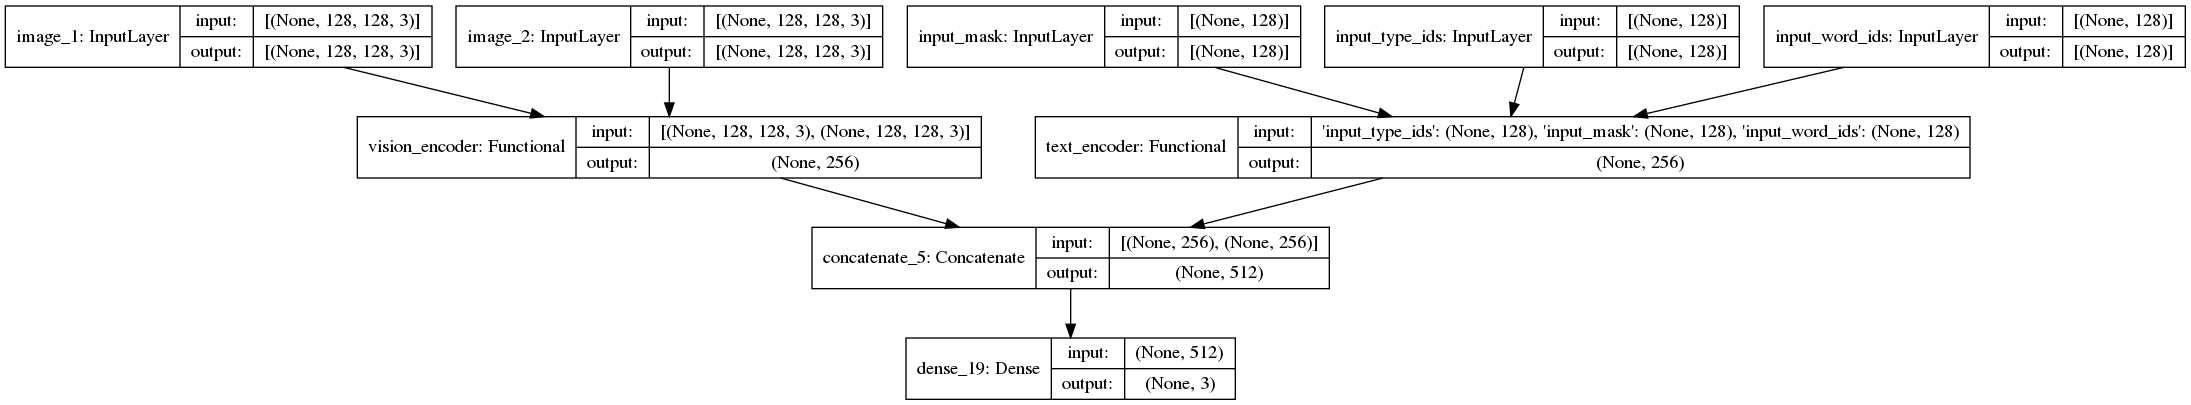 image_1: InputLayer
input: [(None, 128, 128, 3)]
output: [(None, 128, 128, 3)]
image_2: InputLayer
input: [(None, 128, 128, 3)]
output: [(None, 128, 128, 3)]
input_mask: InputLayer
input: [(None, 128)]
output: [(None, 128)]
input_type_ids: InputLayer
input: [(None, 128)]
output: [(None, 128)]
input_word_ids: InputLayer
input: [(None, 128)]
output: [(None, 128)]
vision_encoder: Functional
input: [(None, 128, 128, 3), (None, 128, 128, 3)]
output: (None, 256)
text_encoder: Functional
input: 'input_type_ids': (None, 128), 'input_mask': (None, 128), 'input_word_ids': (None, 128)
output: (None, 256)
concatenate_5: Concatenate
input: [(None, 256), (None, 256)]
output: (None, 512)
dense_19: Dense
input: (None, 512)
output: (None, 3)